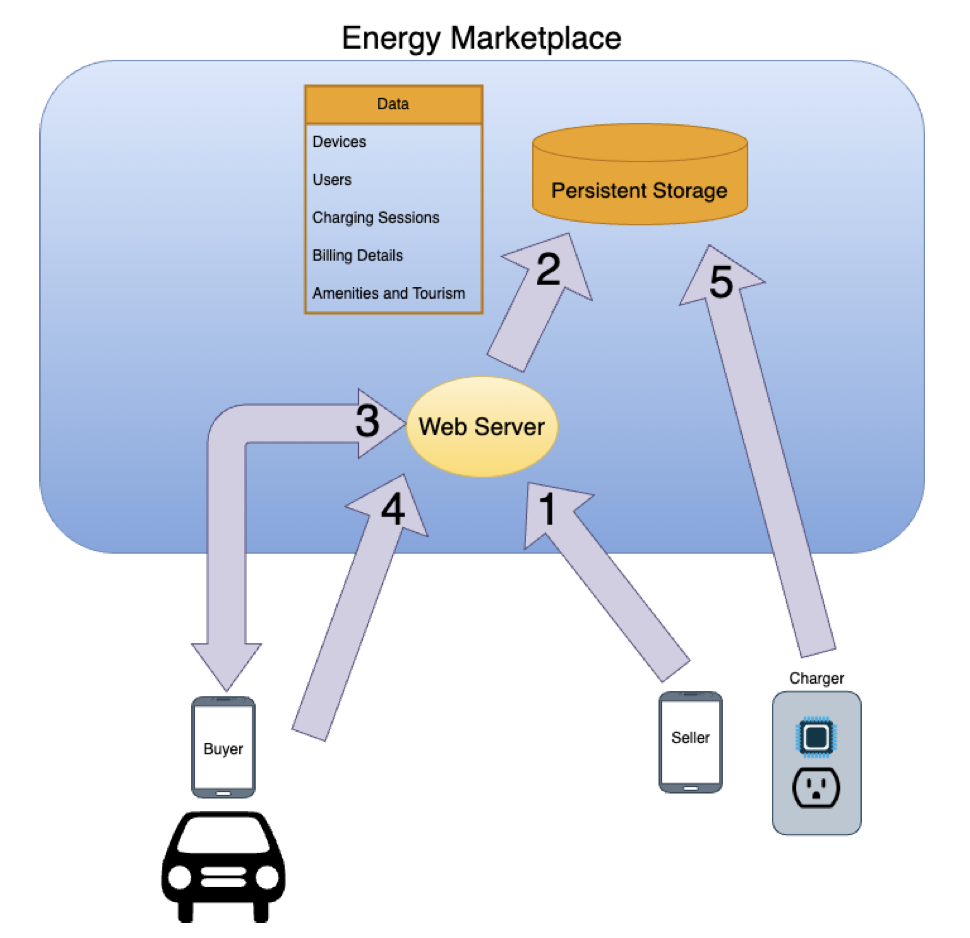 Energy Marketplace
Data
Devices
Users
Charging Sessions
Billing Details
Amenities and Tourism
Persistent Storage
2
5
3
Web Server
4
1
Charger
Buyer
Seller